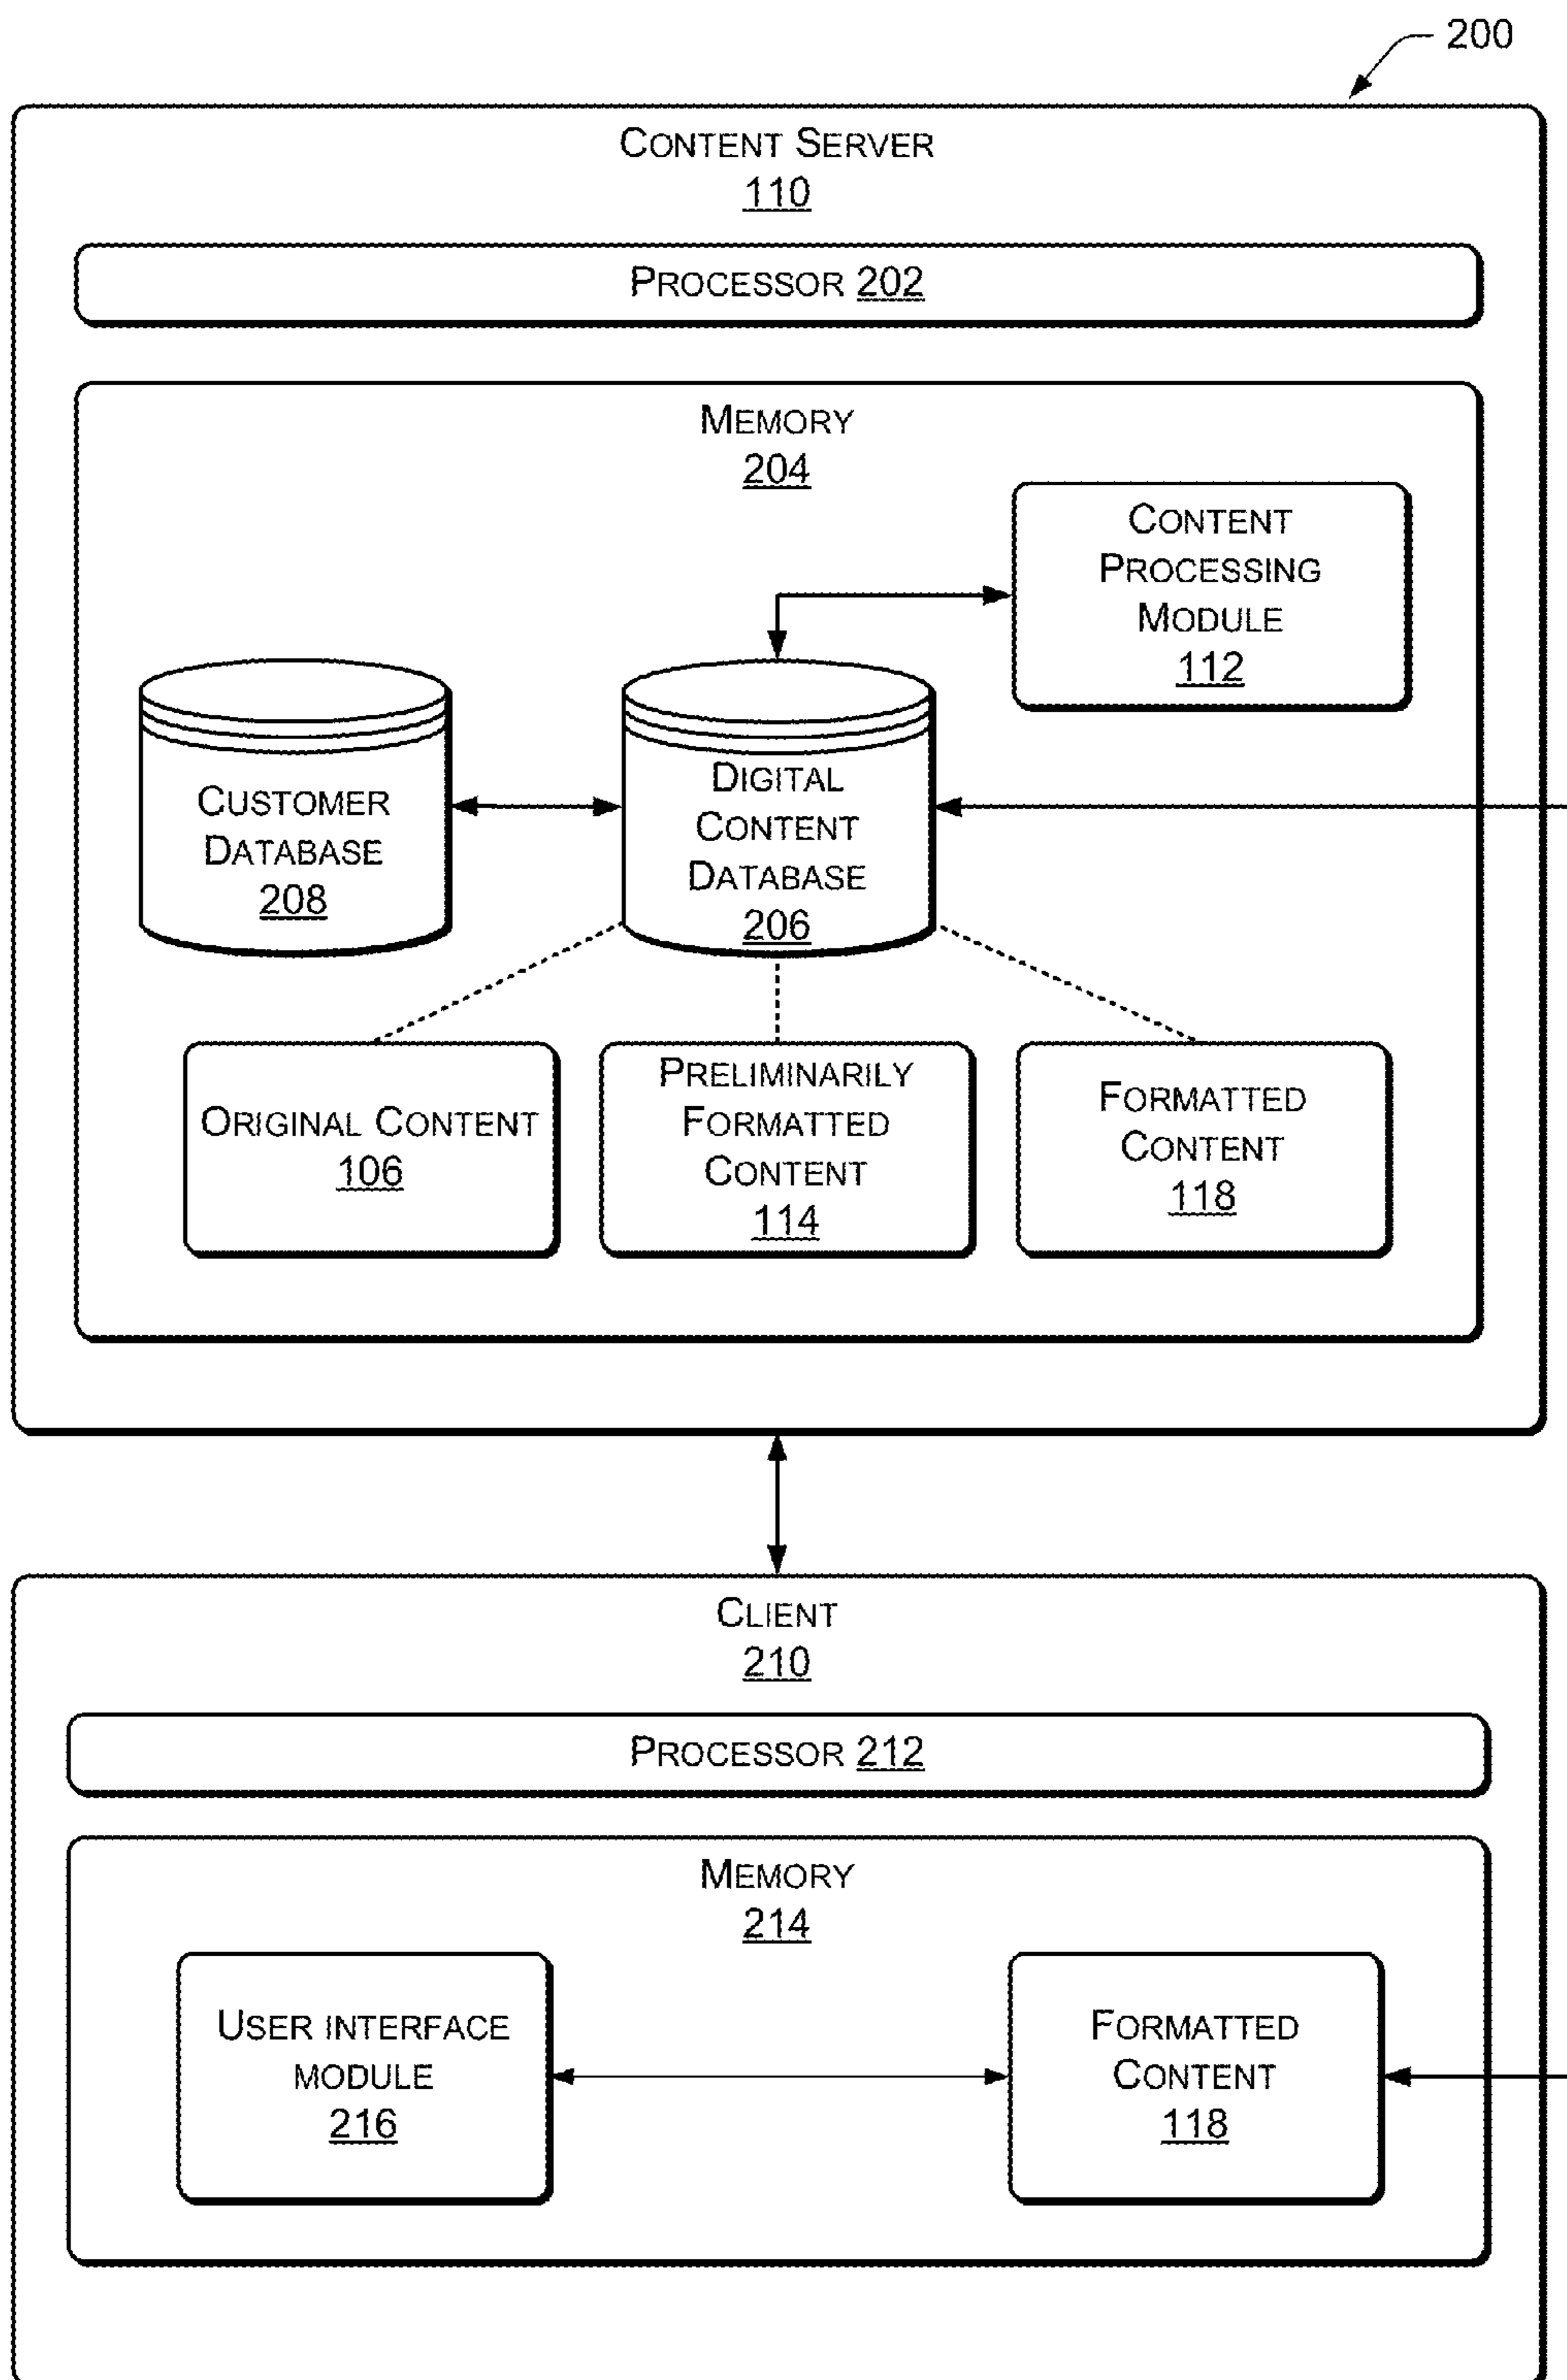 200
CONTENT SERVER
110
PROCESSOR 202
MEMORY
204
CONTENT
PROCESSING
MODULE
112
CUSTOMER
DATABASE
208
DIGITAL
CONTENT
DATABASE
206
ORIGINAL CONTENT
106
PRELIMINARILY
FORMATTED
CONTENT
114
FORMATTED
CONTENT
118
CLIENT
210
PROCESSOR 212
MEMORY
214
USER INTERFACE
MODULE
216
FORMATTED
CONTENT
118